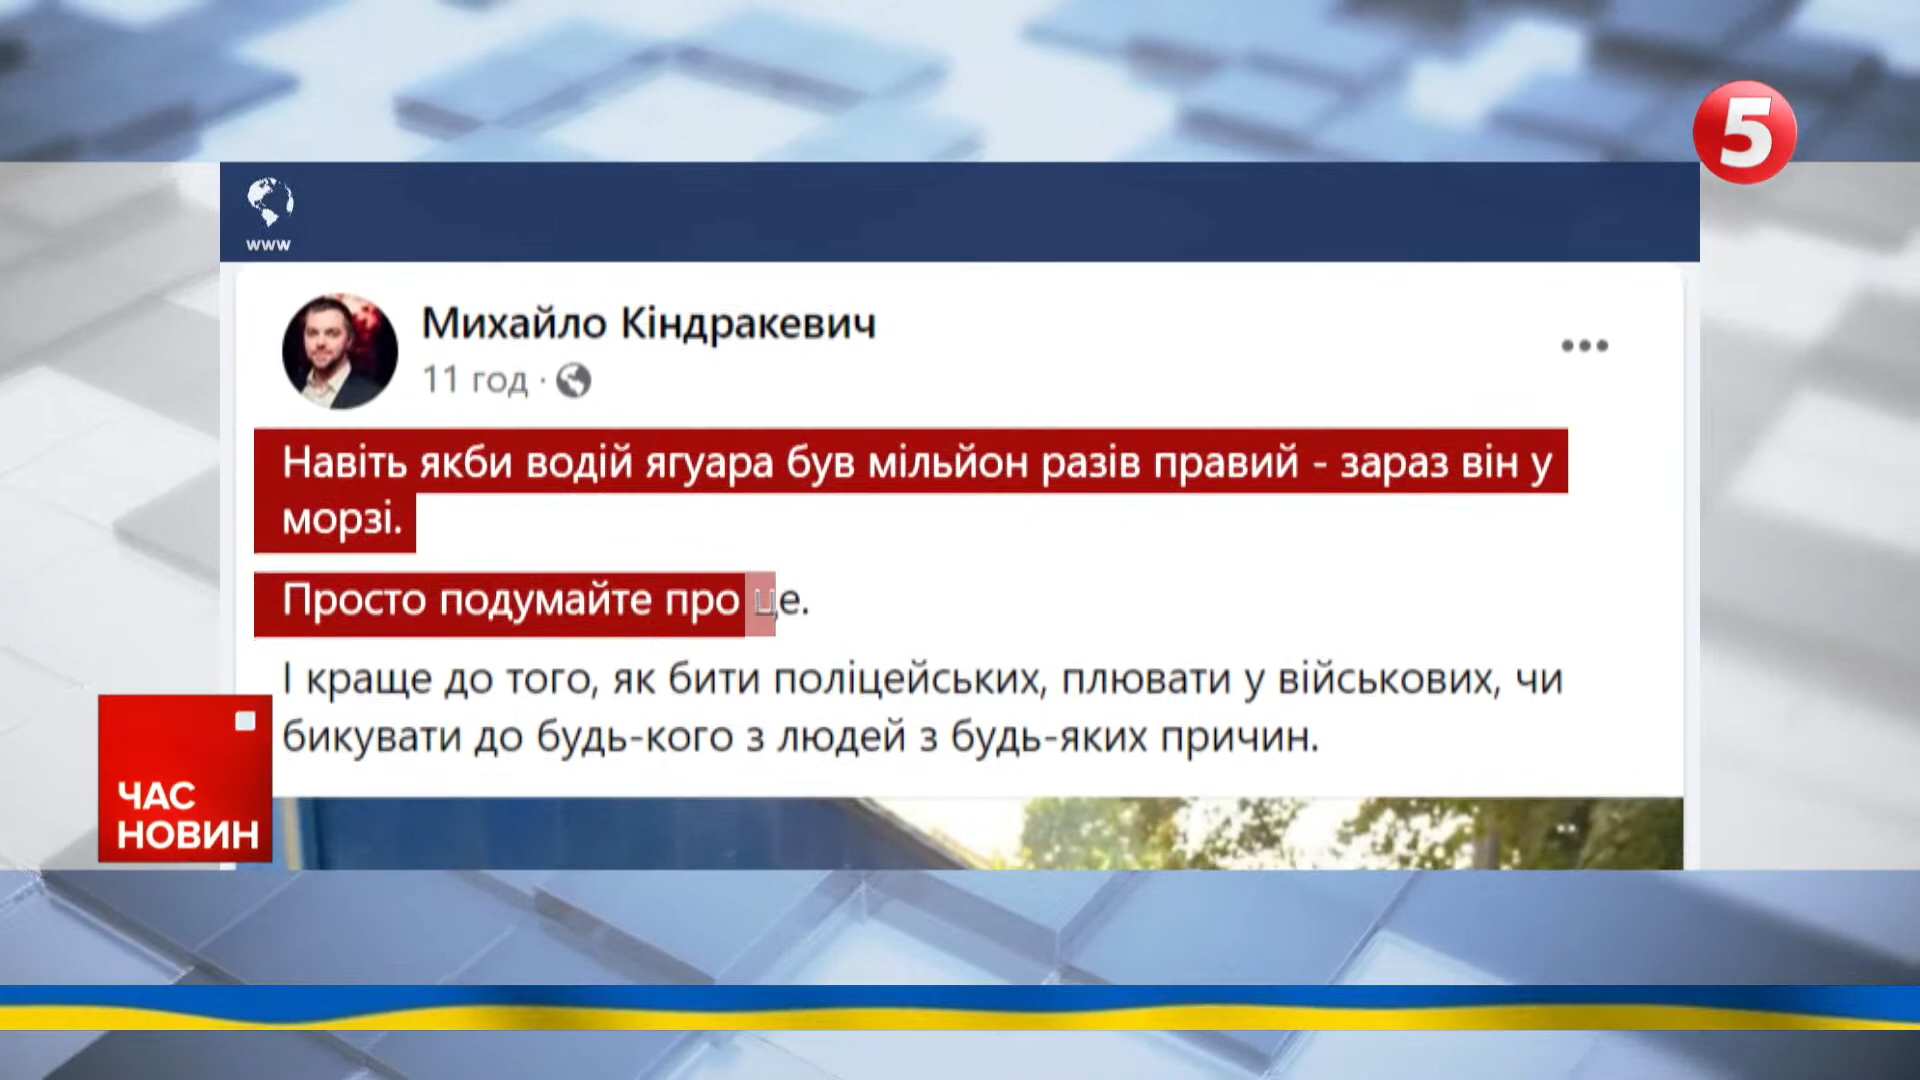 5
www
Михайло Кіндракевич
11 год ·
Навіть якби водій ягуара був мільйон разів правий - зараз він у
морзі.
Просто подумайте про це.
І краще до того, як бити поліцейських, плювати у військових, чи
бикувати до будь-кого з людей з будь-яких причин.
ЧАС
НОВИН